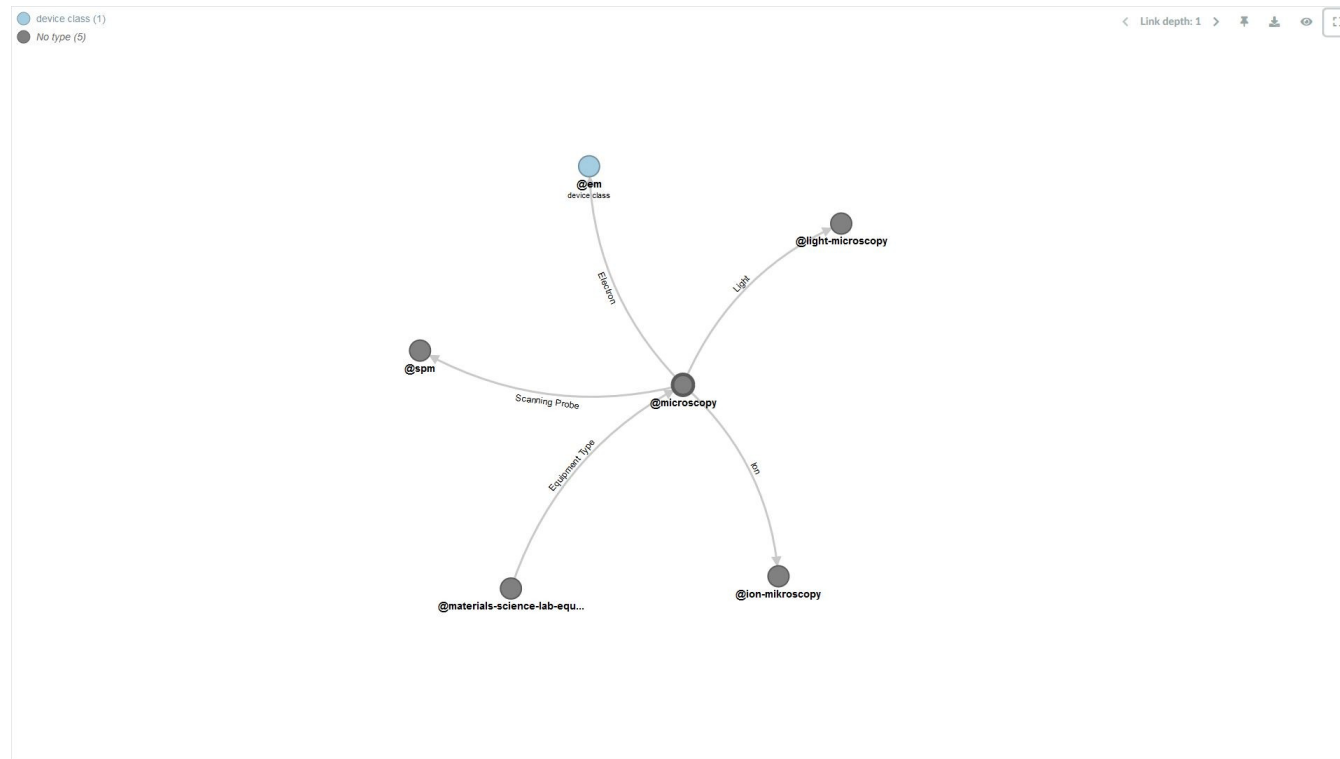 device class (1)
Link depth: 1
No type (5)
@em
device class
@light-microscopy
Electron
Light
@spm
Scanning Probe
@microscopy
Equipment Type
Ion
@materials-science-lab-equ...
@ion-mikroscopy